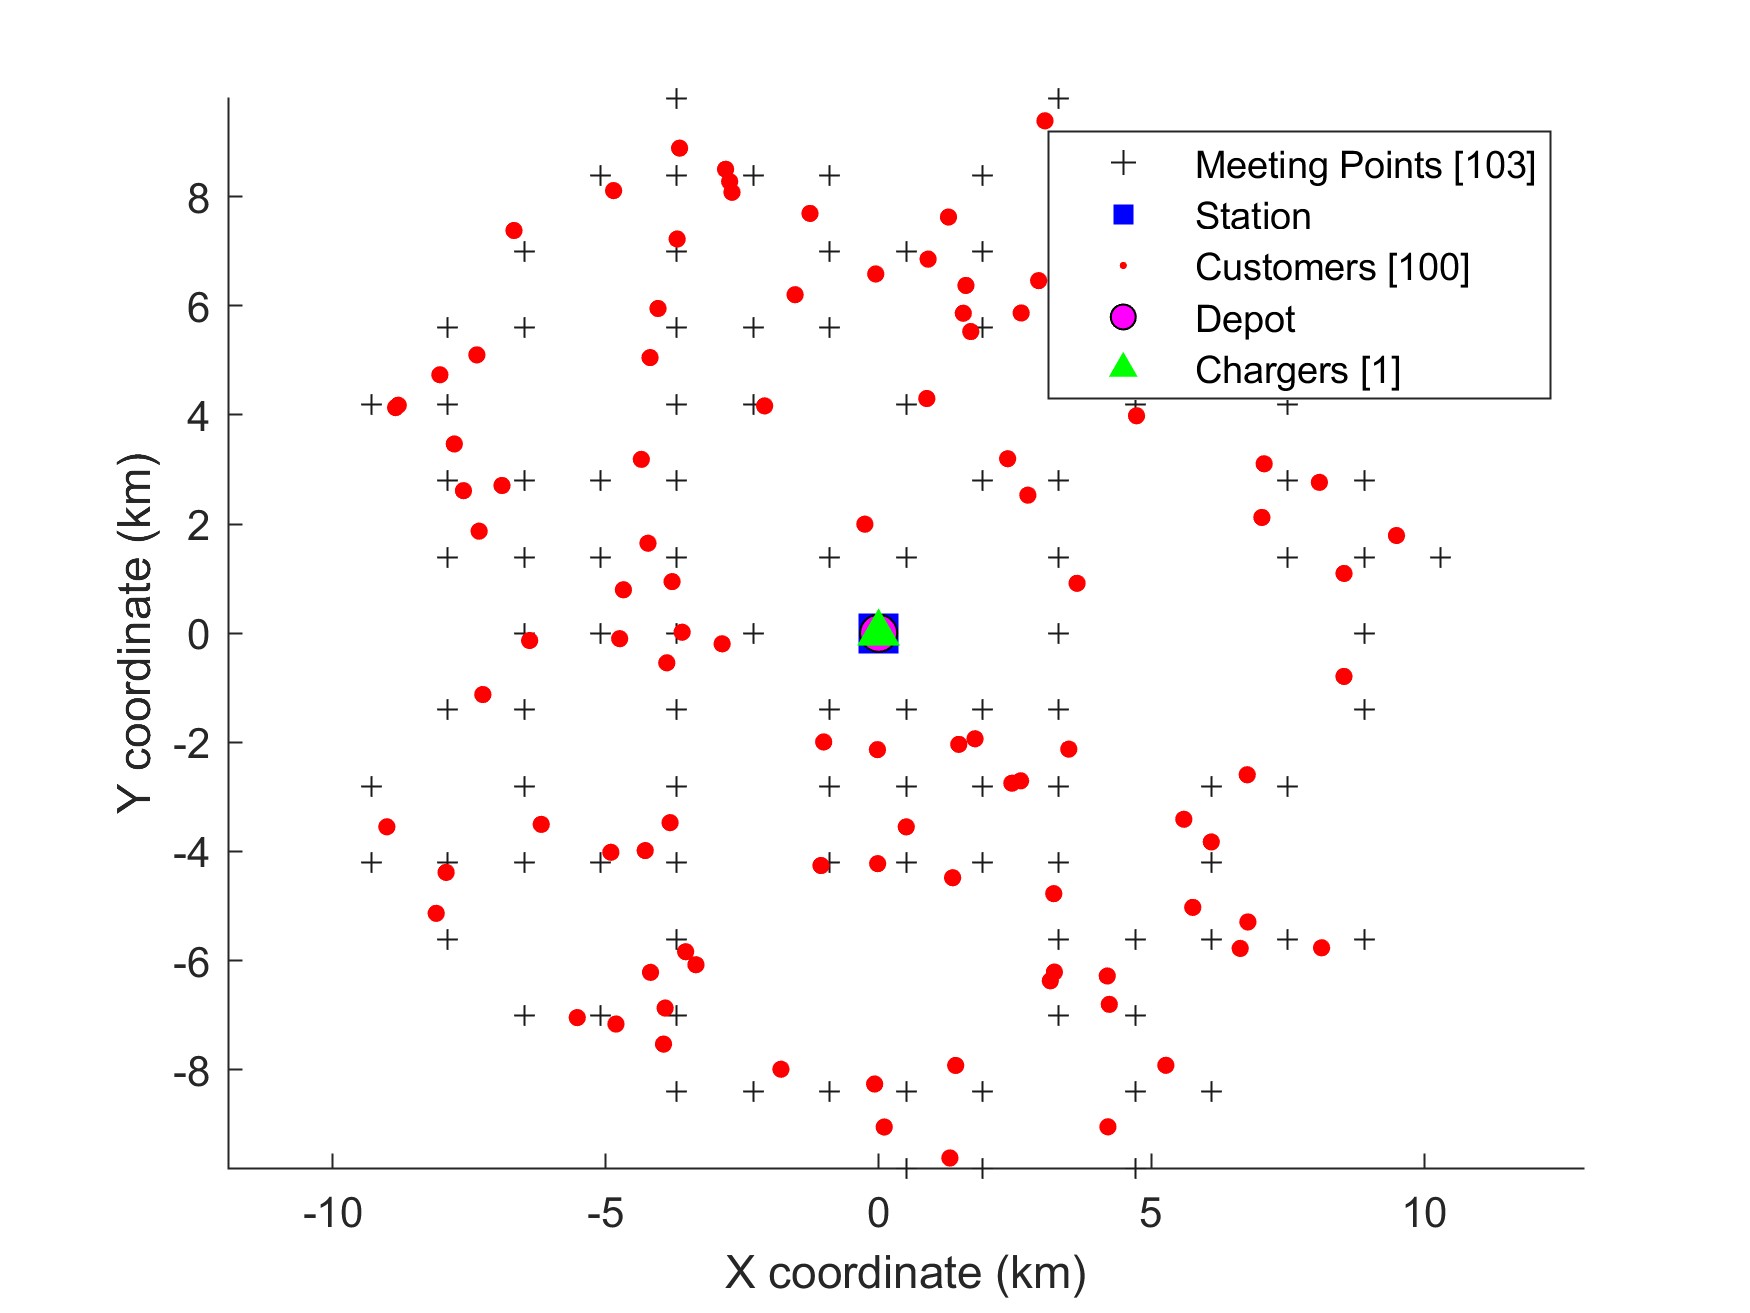 Meeting Points [103]
Station
Customers [100]
Depot
Chargers [1]
Y coordinate (km)
8
6
4
2
0
-2
-4
-6
-8
-10
-5
0
5
10
X coordinate (km)